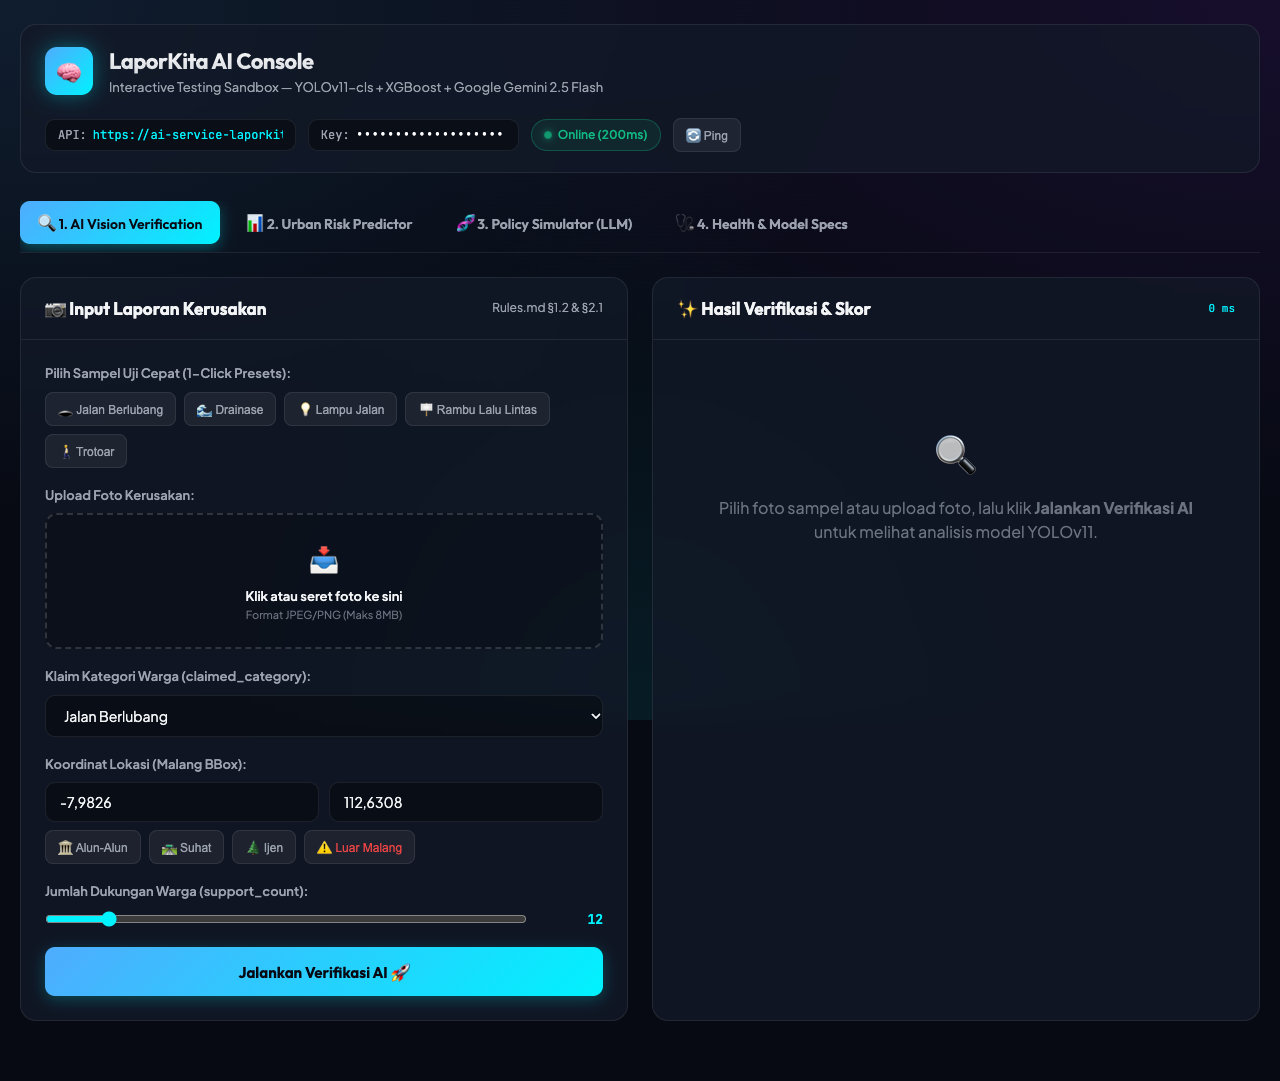 LaporKita AI Console
Interactive Testing Sandbox — YOLOv11-cls + XGBoost + Google Gemini 2.5 Flash
API: https://ai-service-laporkit
Key: •••••••••••••••••••
Online (200ms)
Ping
1. AI Vision Verification
2. Urban Risk Predictor
3. Policy Simulator (LLM)
4. Health & Model Specs
Input Laporan Kerusakan
Rules.md §1.2 & §2.1
Pilih Sampel Uji Cepat (1-Click Presets):
Jalan Berlubang
Drainase
Lampu Jalan
Rambu Lalu Lintas
Trotoar
Upload Foto Kerusakan:
Klik atau seret foto ke sini
Format JPEG/PNG (Maks 8MB)
Klaim Kategori Warga (claimed_category):
Jalan Berlubang
Koordinat Lokasi (Malang BBox):
-7,9826
112,6308
Alun-Alun
Suhat
Ijen
Luar Malang
Jumlah Dukungan Warga (support_count):
12
Jalankan Verifikasi AI
Hasil Verifikasi & Skor
0 ms
Pilih foto sampel atau upload foto, lalu klik Jalankan Verifikasi AI
untuk melihat analisis model YOLOv11.